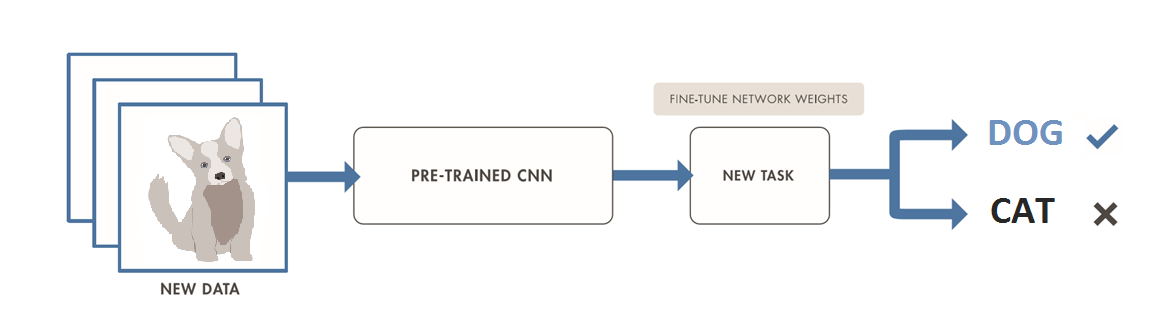 FINE-TUNE NETWORK WEIGHTS
PRE-TRAINED CNN
NEW TASK
DOG
CAT
NEW DATA